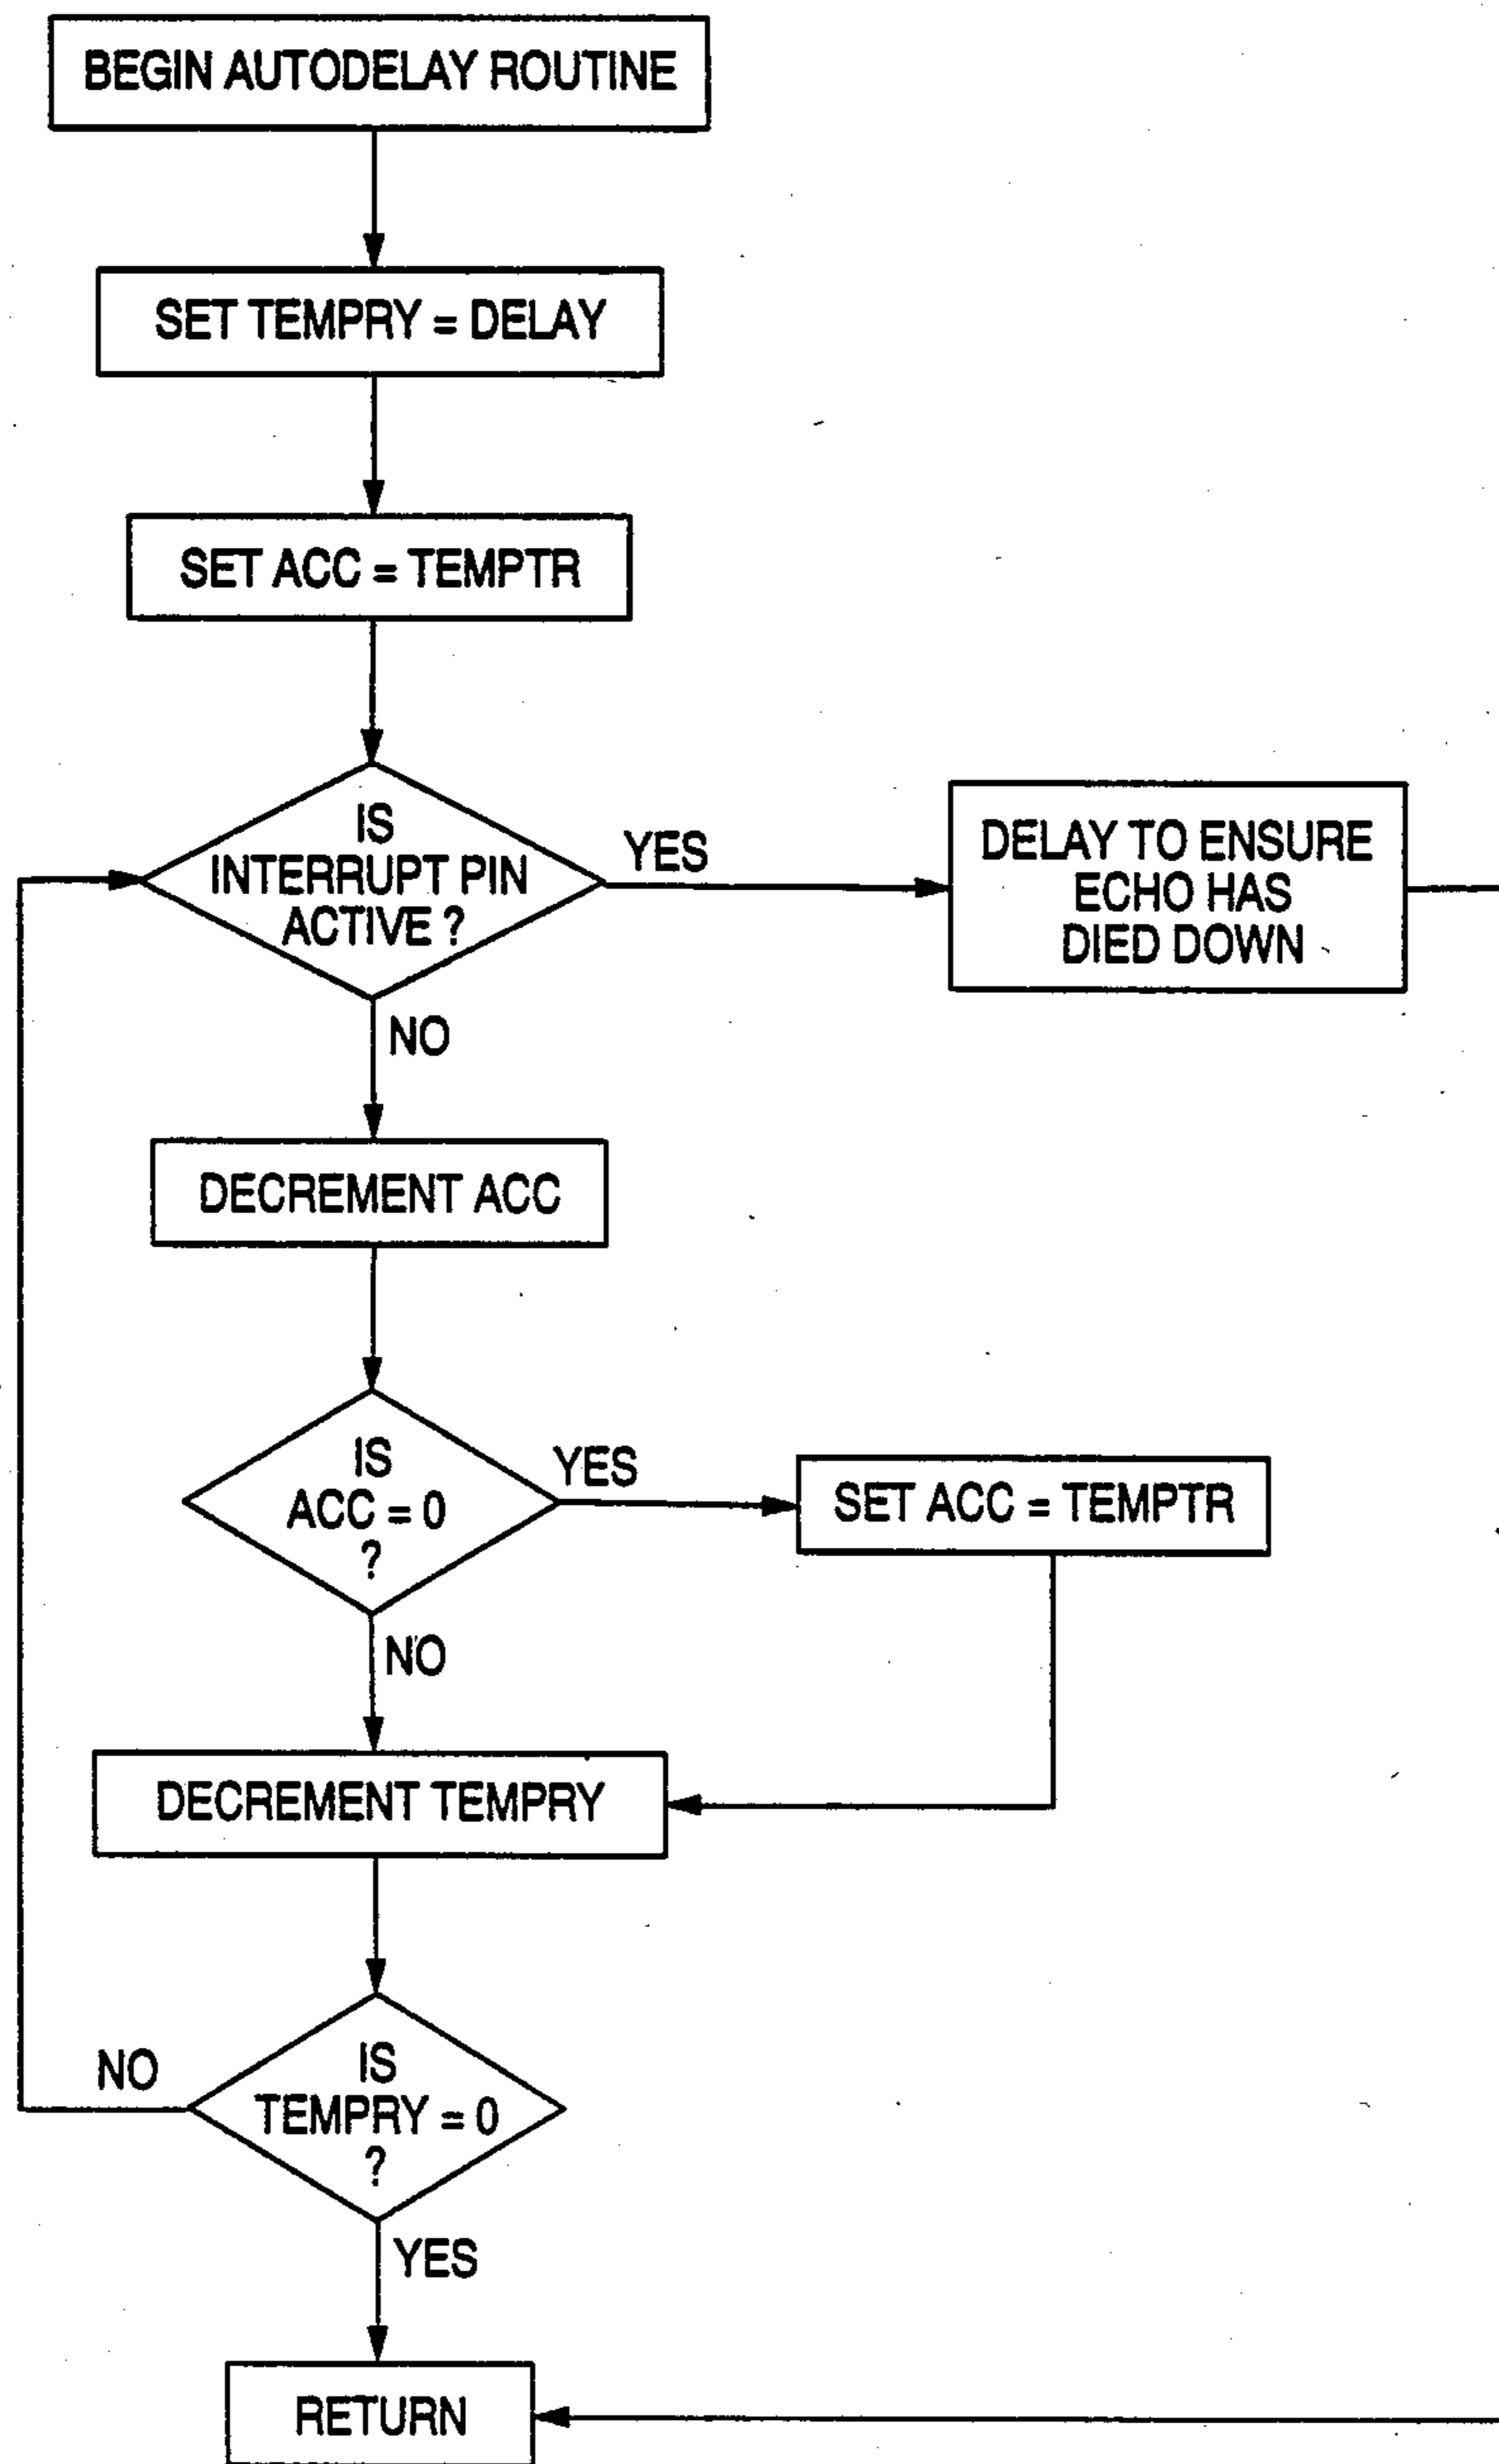 BEGIN AUTODELAY ROUTINE
SET TEMPRY = DELAY
SET ACC = TEMPTR
IS
INTERRUPT PIN
ACTIVE ?
YES
DELAY TO ENSURE
ECHO HAS
DIED DOWN
NO
DECREMENT ACC
IS
ACC = 0
?
YES
SET ACC = TEMPTR
NO
DECREMENT TEMPRY
IS
TEMPRY = 0
?
NO
YES
RETURN